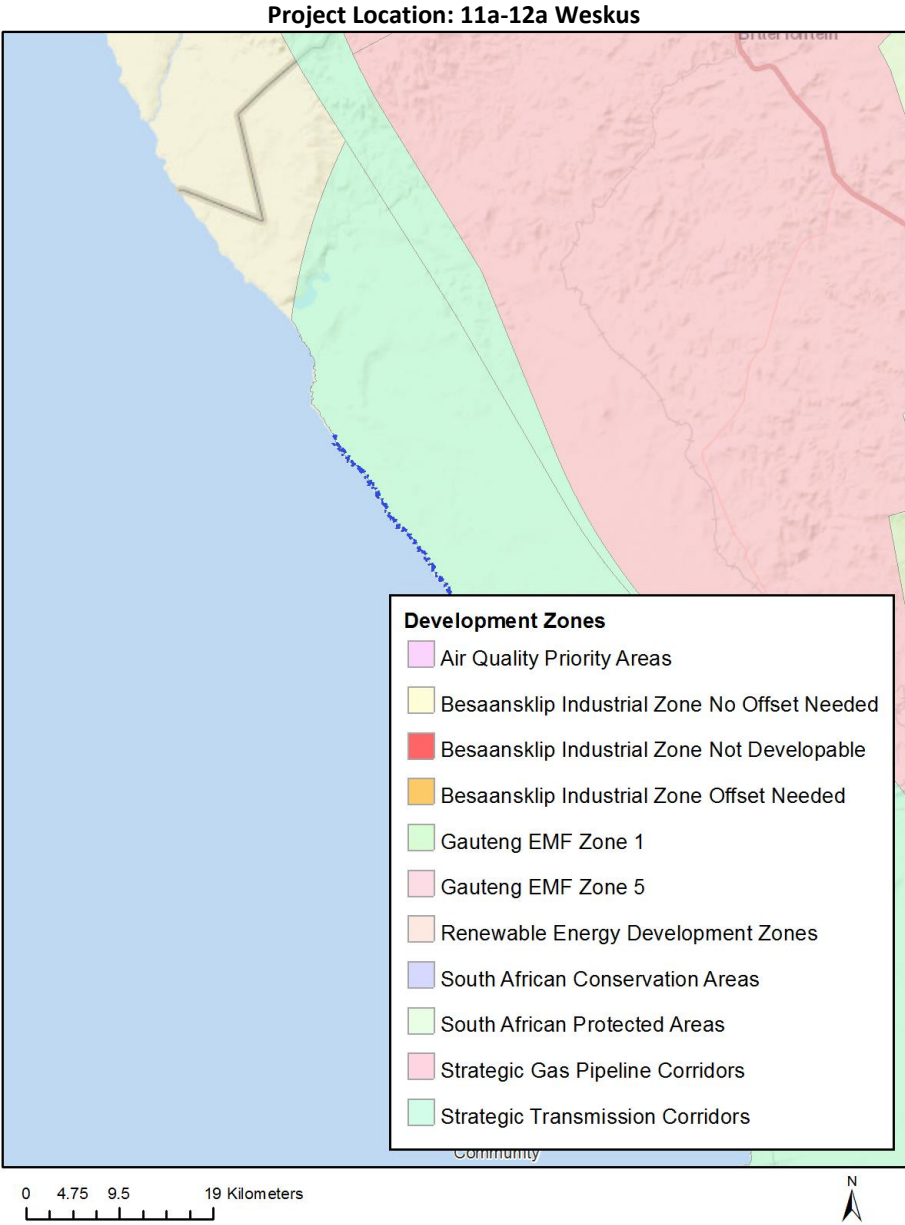 Project Location: 11a-12a Weskus
Bitterfontein
Development Zones
Air Quality Priority Areas
Besaansklip Industrial Zone No Offset Needed
Besaansklip Industrial Zone Not Developable
Besaansklip Industrial Zone Offset Needed
Gauteng EMF Zone 1
Gauteng EMF Zone 5
Renewable Energy Development Zones
South African Conservation Areas
South African Protected Areas
Strategic Gas Pipeline Corridors
Strategic Transmission Corridors
Community
0 4.75 9.5 19 Kilometers
N